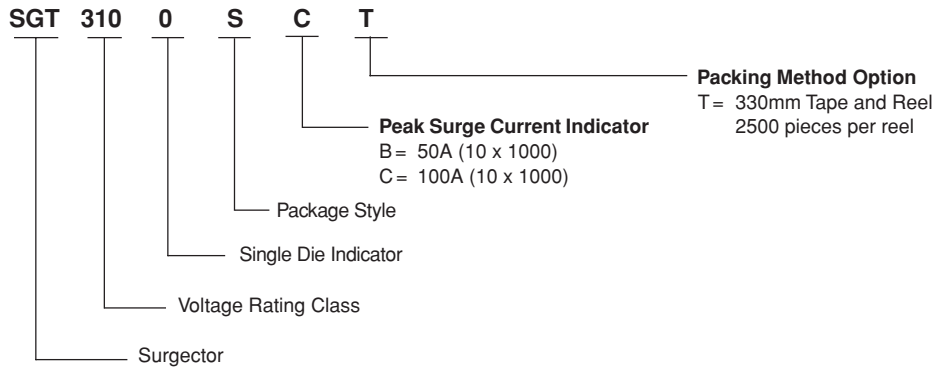 SGT 310 0 S C T
Packing Method Option
T = 330mm Tape and Reel
2500 pieces per reel
Peak Surge Current Indicator
B = 50A (10 x 1000)
C = 100A (10 x 1000)
Package Style
Single Die Indicator
Voltage Rating Class
Surgector